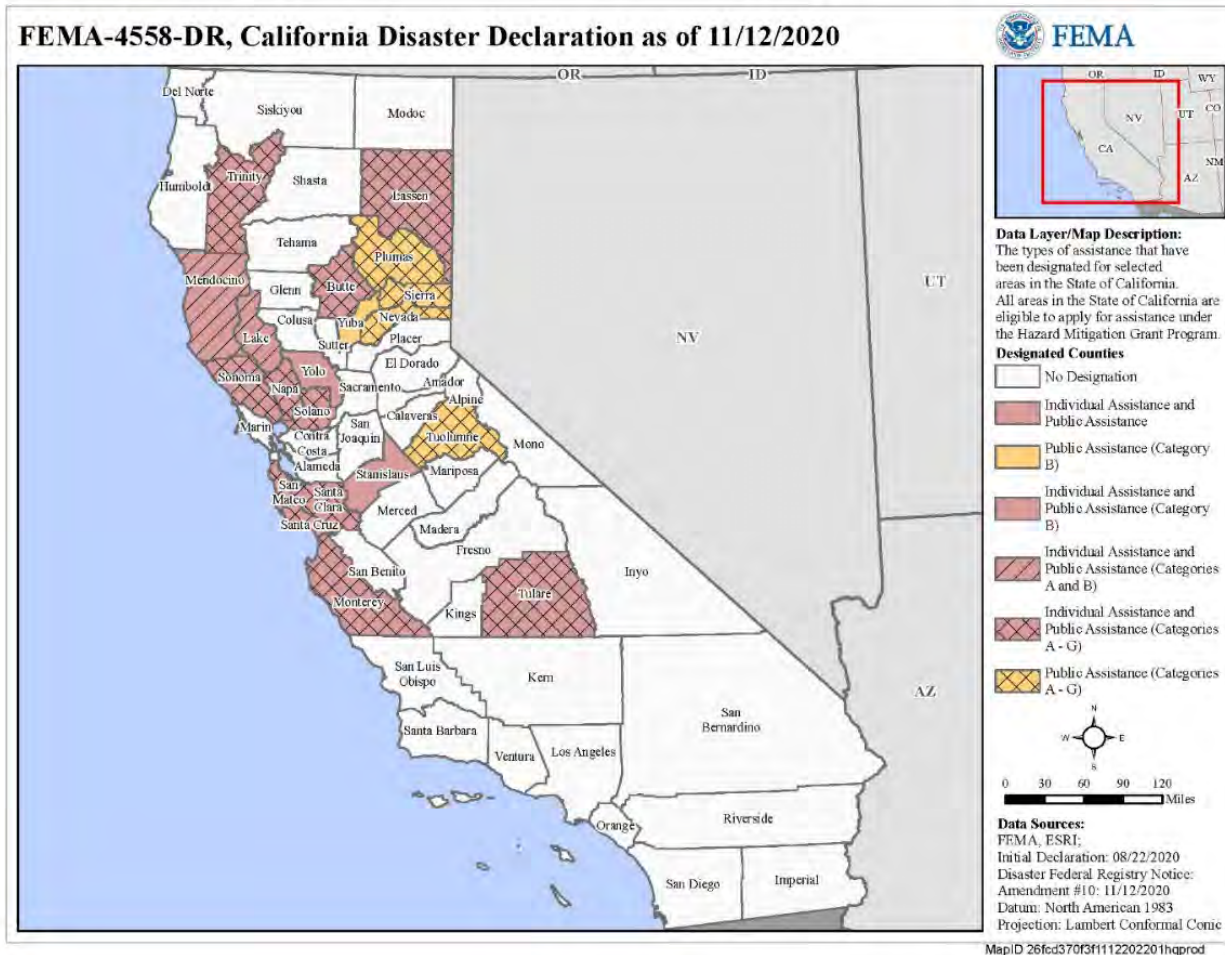 FEMA-4558-DR, California Disaster Declaration as of 11/12/2020
FEMA
OR
ID
Del Norte
Siskiyou
Modoc
Humboldt
Trinity
Shasta
Lassen
Tehama
Plumas
Mendocino
Glenn
Butte
Sierra
Colusa
Yuba
Nevada
Lake
Sutter
Placer
Yolo
El Dorado
Sonoma
Napa
Sacramento
Amador
Solano
Alpine
Calaveras
Marin
Contra
Costa
San
Joaquin
Tuolumne
Mono
Alameda
Stanislaus
Mariposa
San
Mateo
Santa
Clara
Merced
Santa Cruz
Madera
Fresno
San Benito
Inyo
Monterey
Kings
Tulare
San Luis
Obispo
Kern
Santa Barbara
Ventura
Los Angeles
San
Bernardino
Orange
Riverside
San Diego
Imperial
NV
UT
AZ
OR
ID
WY
NV
UT
CO
CA
AZ
NM
Data Layer/Map Description:
The types of assistance that have
been designated for selected
areas in the State of California.
All areas in the State of California are
eligible to apply for assistance under
the Hazard Mitigation Grant Program.
Designated Counties
No Designation
Individual Assistance and
Public Assistance
Public Assistance (Category
B)
Individual Assistance and
Public Assistance (Category
B)
Individual Assistance and
Public Assistance (Categories
A and B)
Individual Assistance and
Public Assistance (Categories
A - G)
Public Assistance (Categories
A - G)
N
W E
S
0 30 60 90 120
Miles
Data Sources:
FEMA, ESRI;
Initial Declaration: 08/22/2020
Disaster Federal Registry Notice:
Amendment #10: 11/12/2020
Datum: North American 1983
Projection: Lambert Conformal Conic
MapID 26fcd370f3f1112202201hqprod